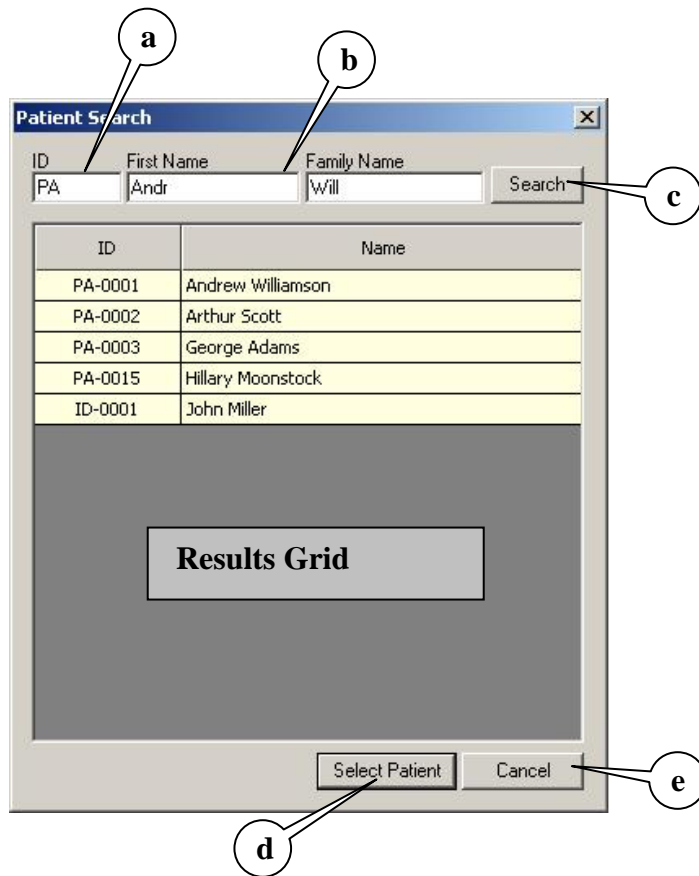 a
b
Patient Search
ID First Name Family Name
PA Andr Will Search
c
ID Name
PA-0001 Andrew Williamson
PA-0002 Arthur Scott
PA-0003 George Adams
PA-0015 Hillary Moonstock
ID-0001 John Miller
Results Grid
Select Patient Cancel
e
d